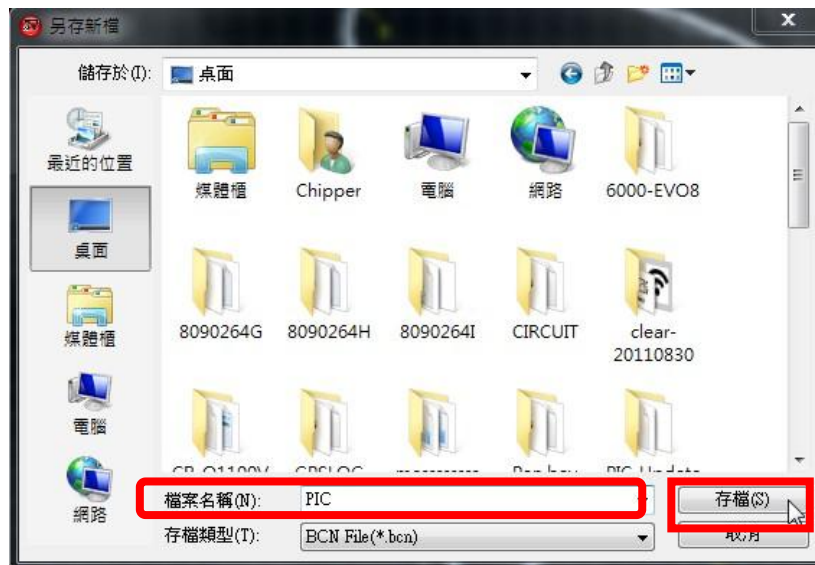 另存新檔
儲存於(I):
桌面
最近的位置
桌面
媒體櫃
電腦
網路
媒體櫃
Chipper
電腦
網路
6000-EVO8
8090264G
8090264H
8090264I
CIRCUIT
clear-
20110830
檔案名稱(N):
PIC
存檔(S)
存檔類型(T):
BCN File(*.bcn)
取消